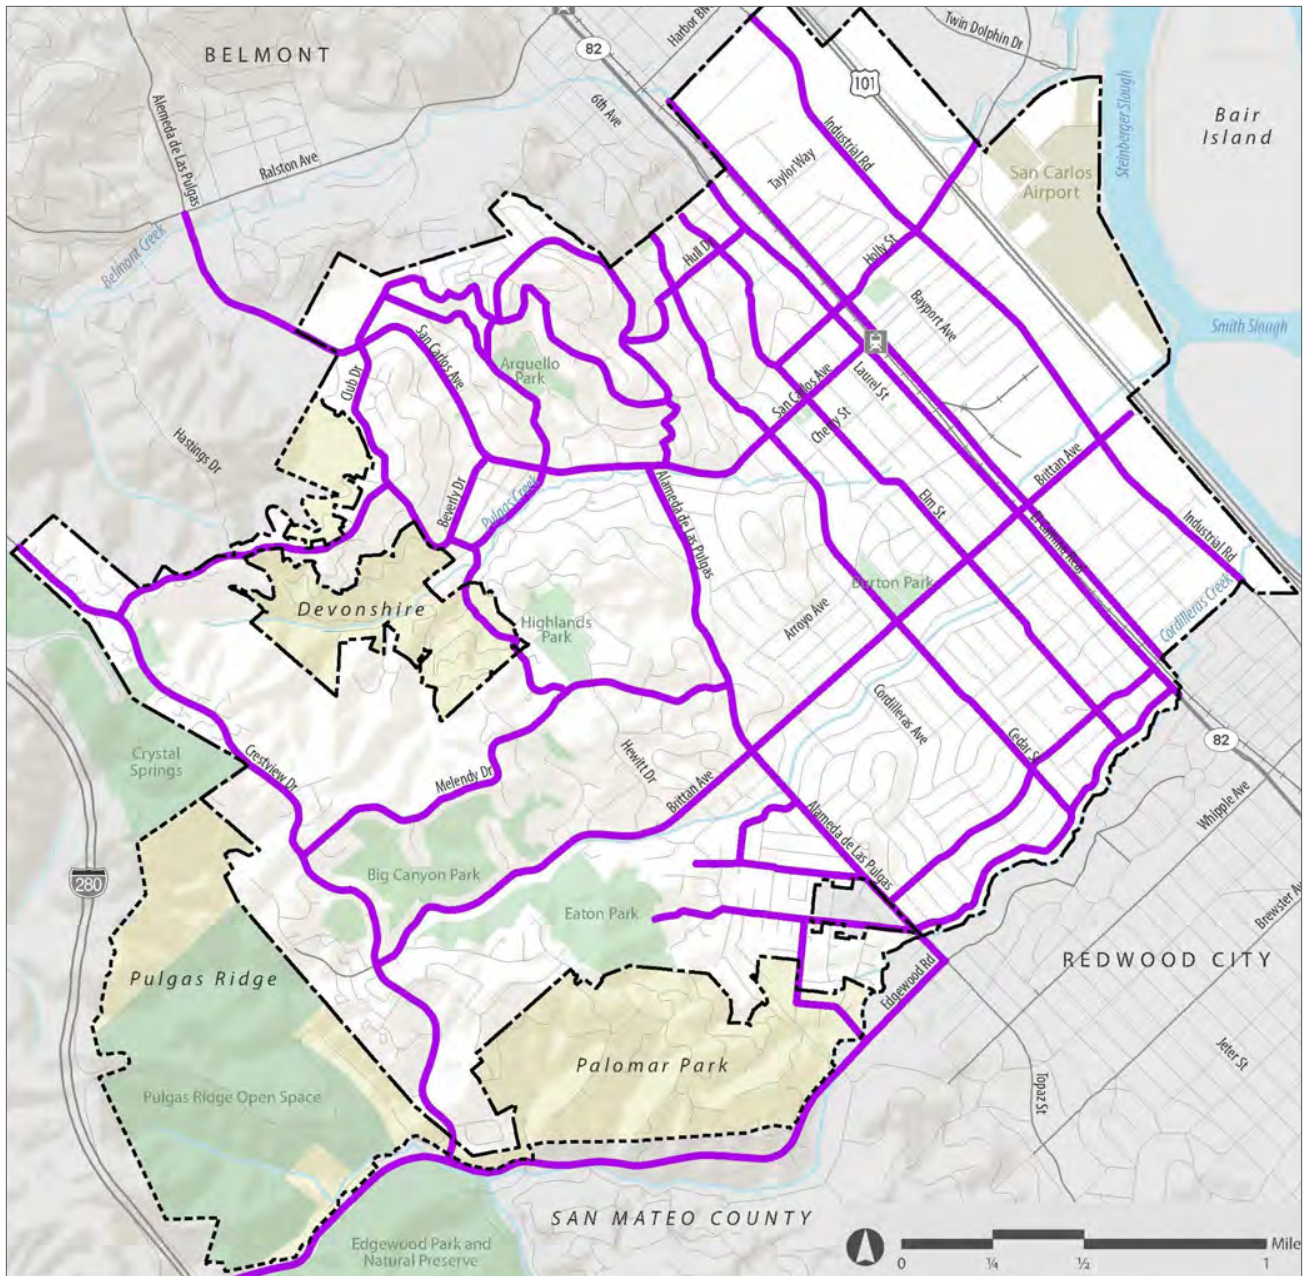 BELMONT
82
Harbor Blv
Twin Dolphin Dr
101
Alemeda de Las Pulgas
6th Ave
Ralston Ave
Industrial Rd
Taylor Way
Steinberger Slough
Bair
Island
San Carlos
Airport
Belmont Creek
Hull Dr
Holly St
Bayport Ave
Smith Slough
San Carlos Ave
Club Dr
Arguello
Park
San Carlos Ave
Laurel St
Cherry St
Hastings Dr
Beverly Dr
Pulgas Creek
Alameda de Las Pulgas
Brittan Ave
Elm St
El Camino Real
Industrial Rd
Burton Park
Arroyo Ave
Cordilleras Creek
Devonshire
Highlands
Park
Cordilleras Ave
Cedar S
82
Crystal
Springs
Crestview Dr
Melendy Dr
Hewitt Dr
Brittan Ave
Whipple Ave
Alameda de Las Pulgas
280
Big Canyon Park
Eaton Park
Brewster Av
Pulgas Ridge
REDWOOD CITY
Edgewood Rd
Palomar Park
Jeter St
Pulgas Ridge Open Space
Topaz St
SAN MATEO COUNTY
Edgewood Park and
Natural Preserve
Mile
0 ¼ ½ 1